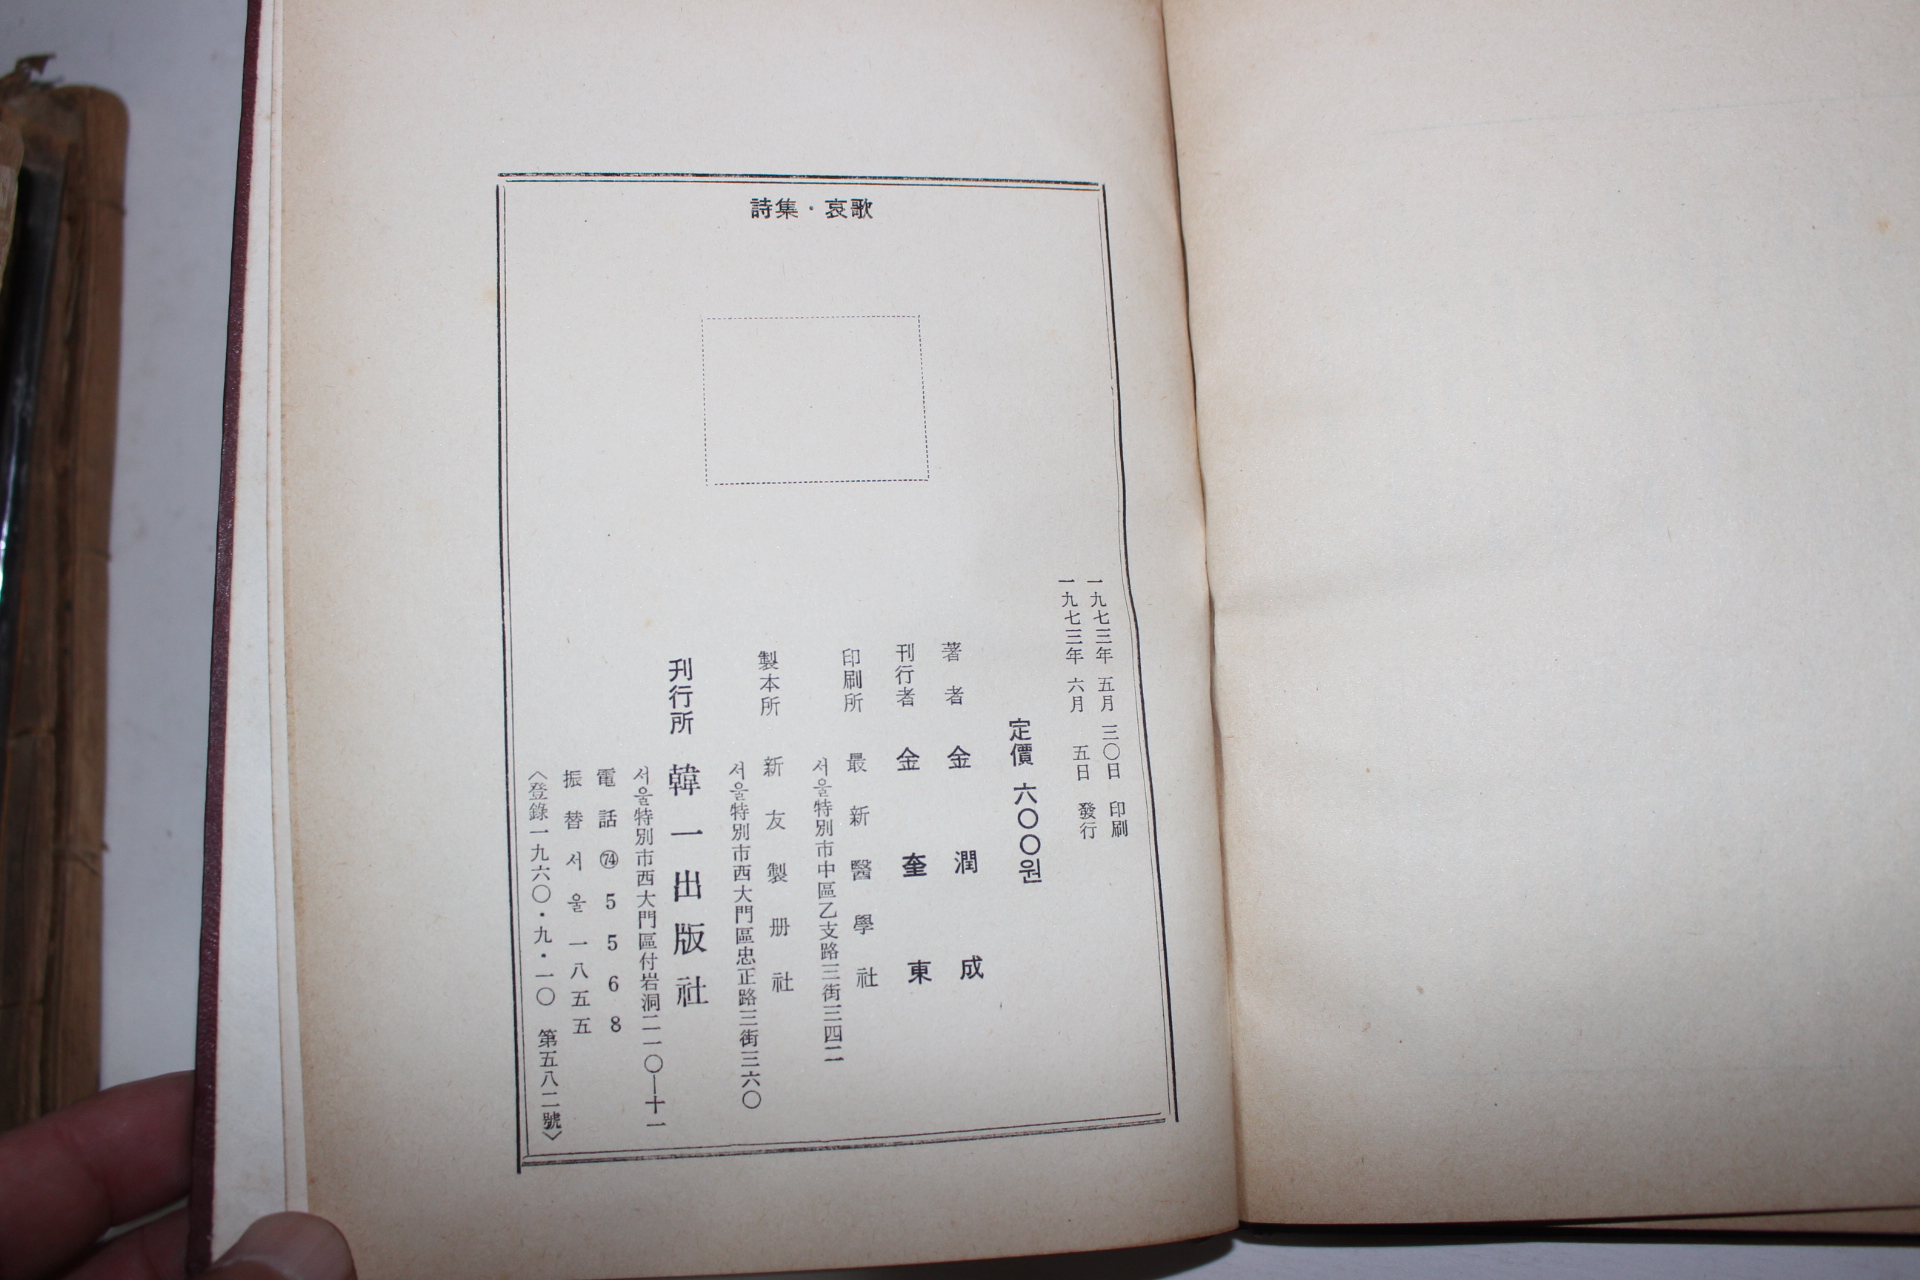 詩集・哀歌
一九七三年 五月 三〇日 印刷
一九七三年 六月 五日 發行
定價 六〇〇원
著者 金潤成
刊行者 金奎東
印刷所 最新醫學社
서울特別市中區乙支路三街三四二
製本所 新友製册社
서울特別市西大門區忠正路三街三六〇
刊行所 韓一出版社
서울特別市西大門區付岩洞二一〇―十一
電話 74 5568
振替서울一八五五
〈登錄一九六〇・九・一〇 第五八二號〉